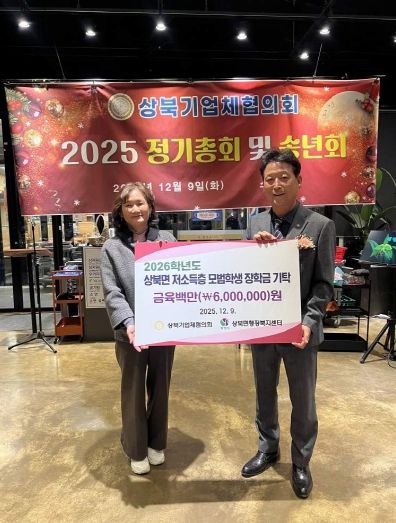 상북기업체협의회
2025 정기총회 및 송년회
12월 9일(화)
2026학년도
상북면 저소득층 모범학생 장학금 기탁
금육백만(₩6,000,000)원
2025. 12. 9.
상북기업체협의회 상북면행정복지센터